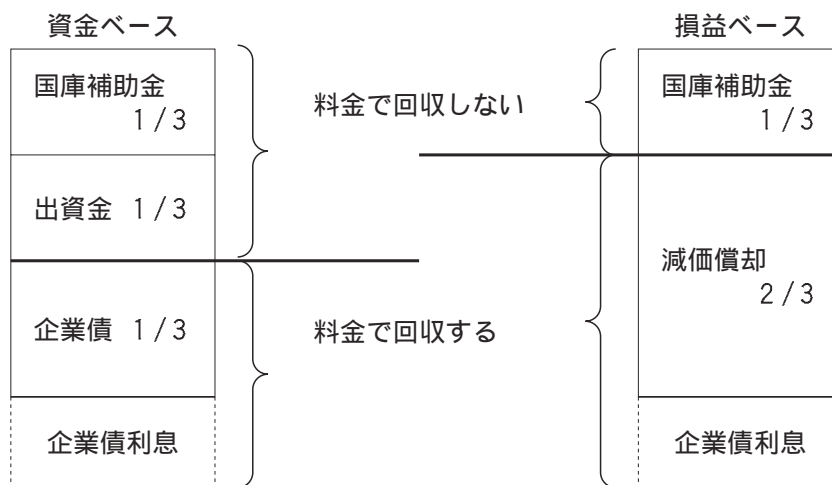 資金ベース
国庫補助金
1/3
出資金 1/3
企業債 1/3
企業債利息
料金で回収しない
料金で回収する
損益ベース
国庫補助金
1/3
減価償却
2/3
企業債利息